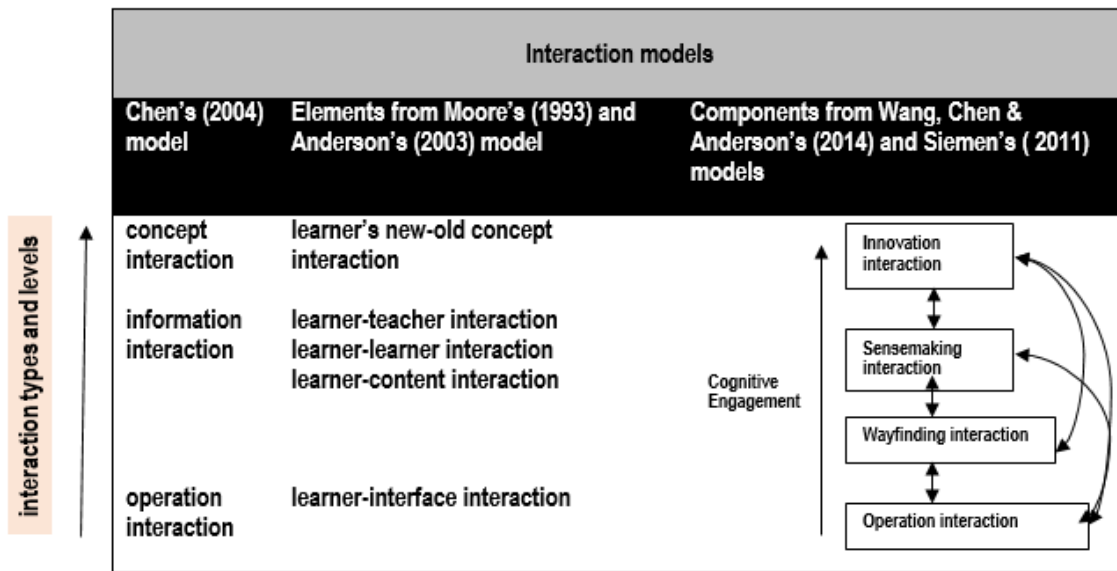 Interaction models
Chen's (2004)
model
Elements from Moore's (1993) and
Anderson's (2003) model
Components from Wang, Chen &
Anderson's (2014) and Siemen's ( 2011)
models
interaction types and levels
concept
interaction
learner's new-old concept
interaction
information
interaction
learner-teacher interaction
learner-learner interaction
learner-content interaction
operation
interaction
learner-interface interaction
Cognitive
Engagement
Innovation
interaction
Sensemaking
interaction
Wayfinding interaction
Operation interaction